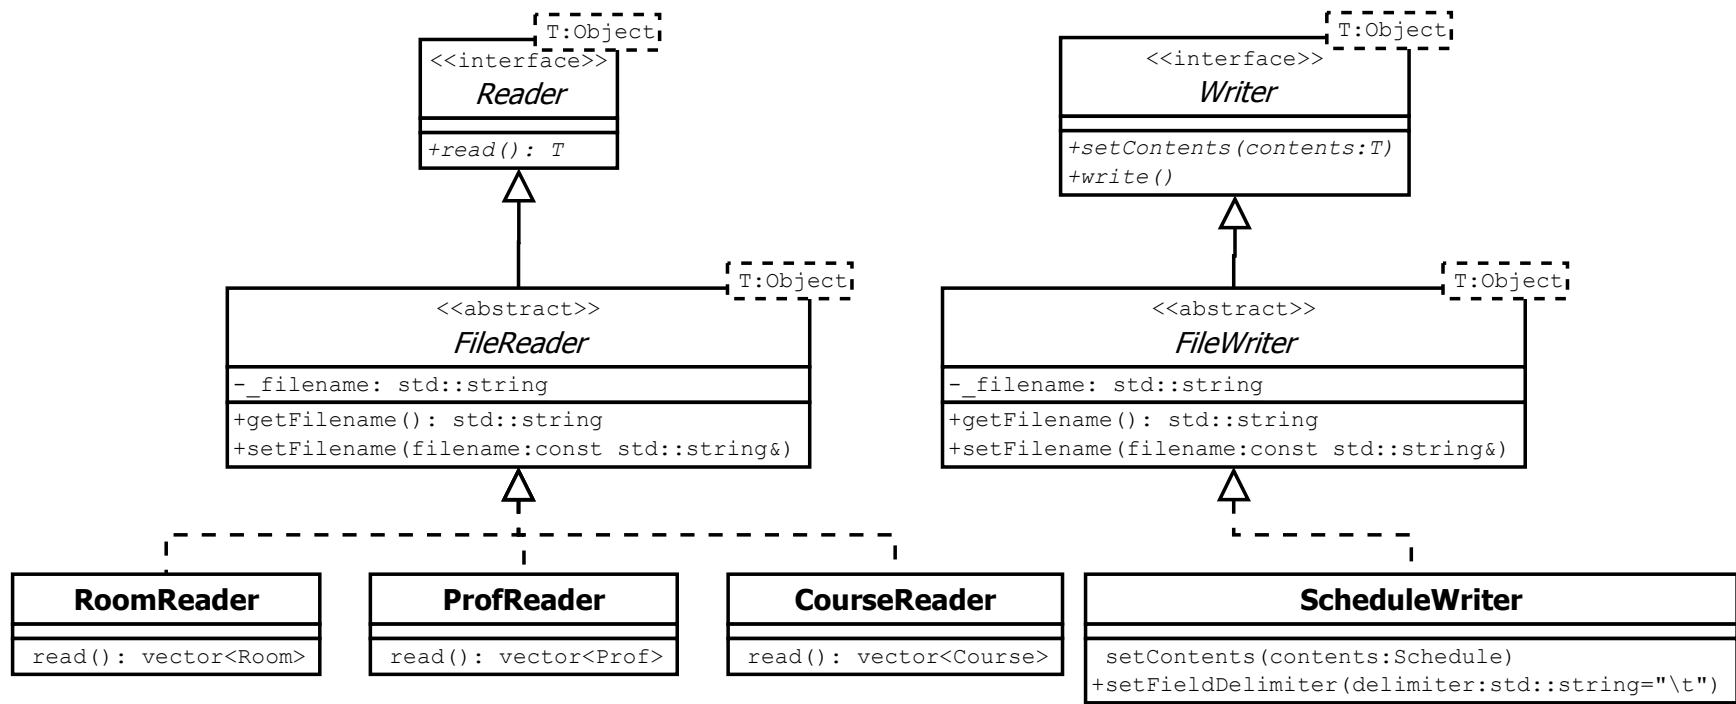 T:Object
<<interface>>
Reader
+read(): T
T:Object
<<interface>>
Writer
+setContents(contents:T)
+write()
T:Object
<<abstract>>
FileReader
-_filename: std::string
+getFilename(): std::string
+setFilename(filename:const std::string&)
T:Object
<<abstract>>
FileWriter
-_filename: std::string
+getFilename(): std::string
+setFilename(filename:const std::string&)
RoomReader
read(): vector<Room>
ProfReader
read(): vector<Prof>
CourseReader
read(): vector<Course>
ScheduleWriter
setContents(contents:Schedule)
+setFieldDelimiter(delimiter:std::string="\t")